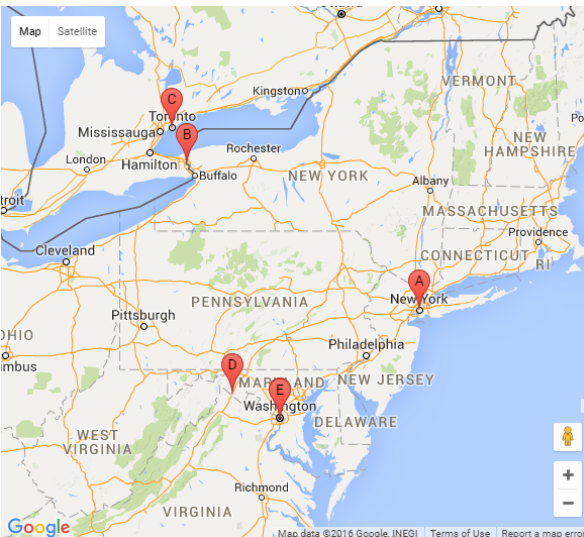 Map Satellite
Kingston
VERMONT
C
Toronto
Mississauga
B
NEW
HAMPSHIRE
Po
London
Hamilton
Rochester
Buffalo
NEW YORK
Albany
troit
MASSACHUSETTS
Providence
Cleveland
CONNECTICUT
RI
A
New York
PENNSYLVANIA
Pittsburgh
OHIO
Philadelphia
mbus
D
MARYLAND
NEW JERSEY
E
Washington
DELAWARE
WEST
VIRGINIA
+
Richmond
−
VIRGINIA
Google
Map data ©2016 Google, INEGI Terms of Use Report a map error